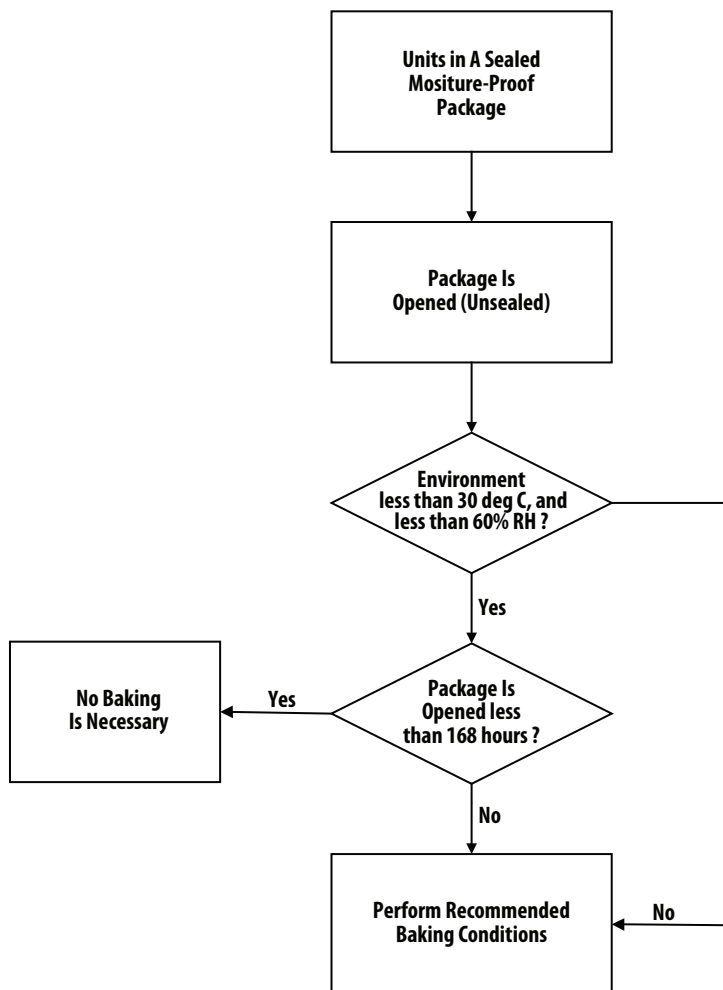 Units in A Sealed
Mositure-Proof
Package
Package Is
Opened (Unsealed)
Environment
less than 30 deg C, and
less than 60% RH ?
Yes
No Baking
Is Necessary
Yes
Package Is
Opened less
than 168 hours ?
No
Perform Recommended
Baking Conditions
No